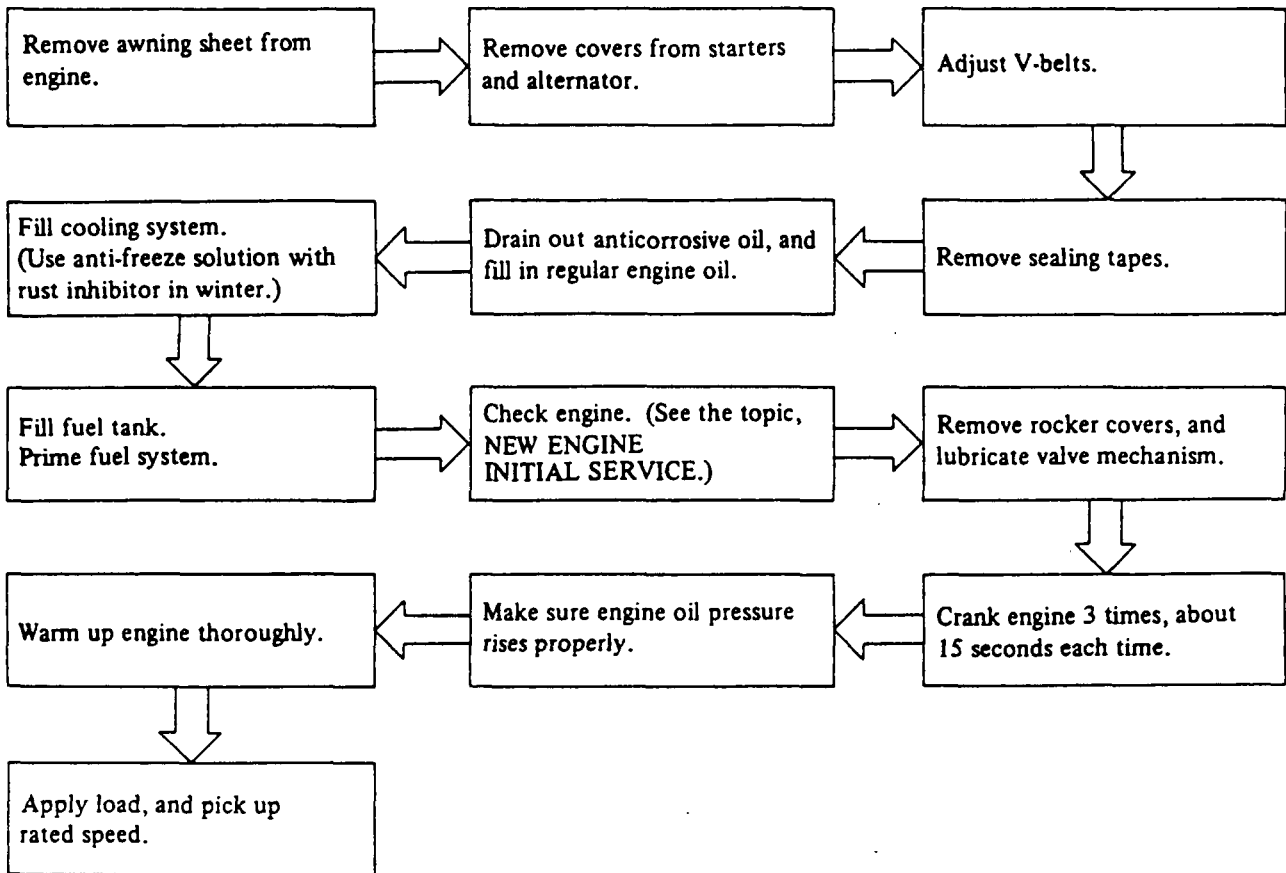 Remove awning sheet from
engine.
Remove covers from starters
and alternator.
Adjust V-belts.
Remove sealing tapes.
Drain out anticorrosive oil, and
fill in regular engine oil.
Fill cooling system.
(Use anti-freeze solution with
rust inhibitor in winter.)
Fill fuel tank.
Prime fuel system.
Check engine. (See the topic,
NEW ENGINE
INITIAL SERVICE.)
Remove rocker covers, and
lubricate valve mechanism.
Crank engine 3 times, about
15 seconds each time.
Make sure engine oil pressure
rises properly.
Warm up engine thoroughly.
Apply load, and pick up
rated speed.